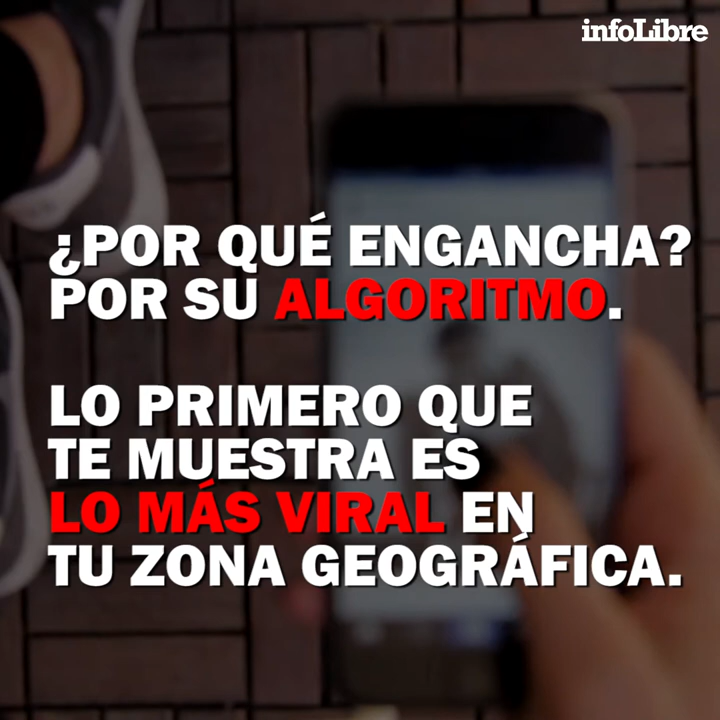 infoLibre
¿POR QUÉ ENGANCHA?
POR SU ALGORITMO.
LO PRIMERO QUE
TE MUESTRA ES
LO MÁS VIRAL EN
TU ZONA GEOGRÁFICA.